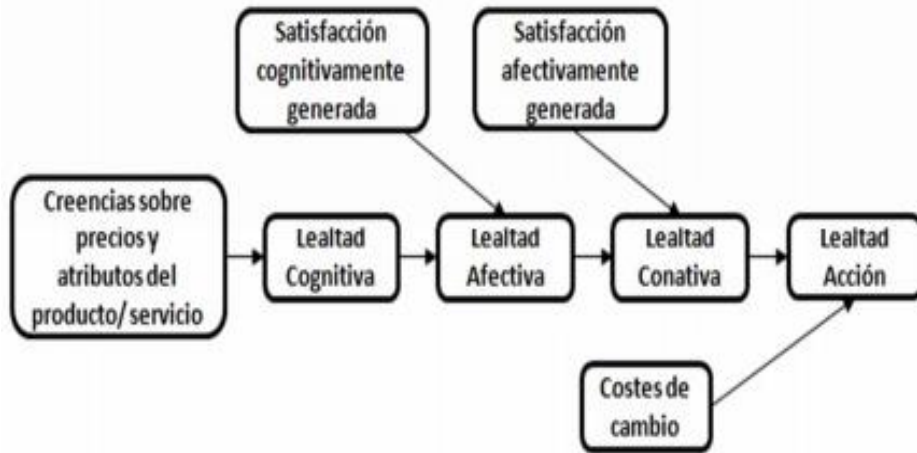 Satisfacción
cognitivamente
generada
Satisfacción
afectivamente
generada
Creencias sobre
precios y
atributos del
producto/ servicio
Lealtad
Cognitiva
Lealtad
Afectiva
Lealtad
Conativa
Lealtad
Acción
Costes de
cambio